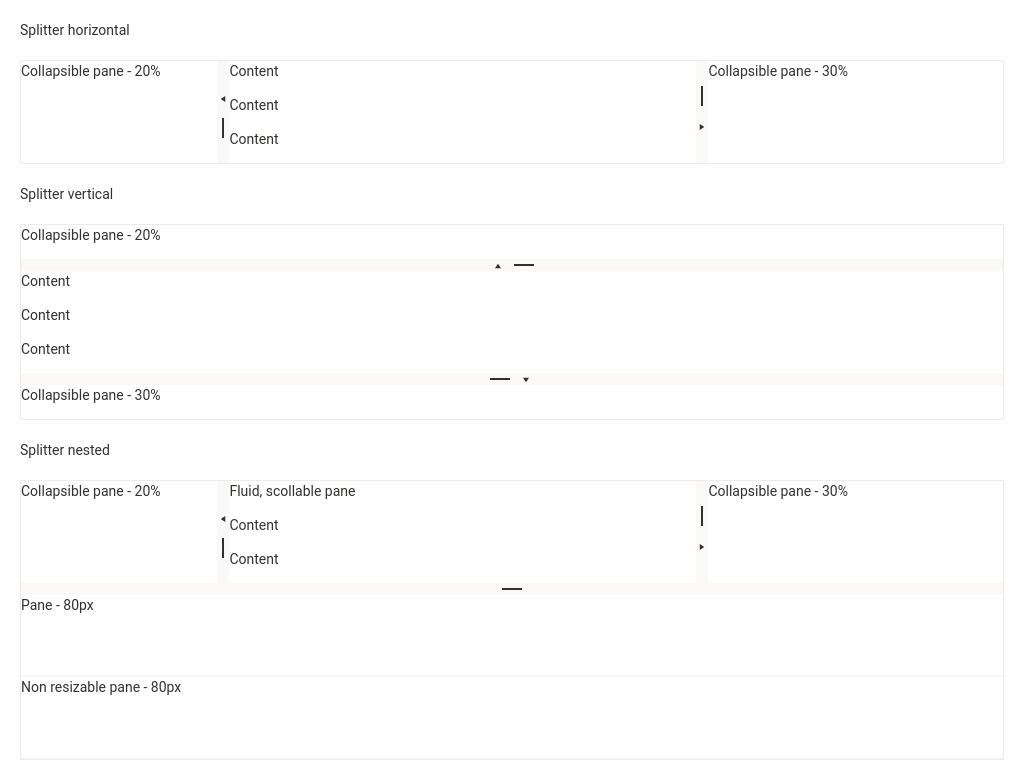 Splitter horizontal
Collapsible pane - 20%
Content
Content
Content
Collapsible pane - 30%
Splitter vertical
Collapsible pane - 20%
Content
Content
Content
Collapsible pane - 30%
Splitter nested
Collapsible pane - 20%
Fluid, scollable pane
Content
Content
Collapsible pane - 30%
Pane - 80px
Non resizable pane - 80px